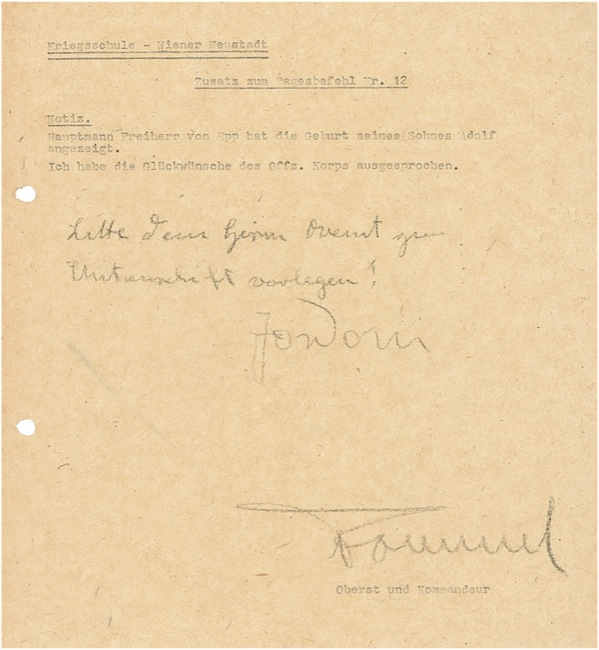 Kriegsschule - Wiener Neustadt
Zusatz zum Tagesbefehl Nr. 12
Notiz.
Hauptmann Freiherr von Epp hat die Geburt seines Sohnes Adolf
angezeigt.
Ich habe die Glückwünsche des Offz. Korps ausgesprochen.
bitte dem Herrn Oberst zur
Unterschrift vorlegen!
Rommel
Oberst und Kommandeur